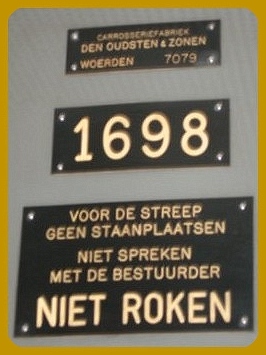 CARROSSERIEFABRIEK
DEN OUDSTEN & ZONEN
WOERDEN 7079
1698
VOOR DE STREEP
GEEN STAANPLAATSEN
NIET SPREKEN
MET DE BESTUURDER
NIET ROKEN